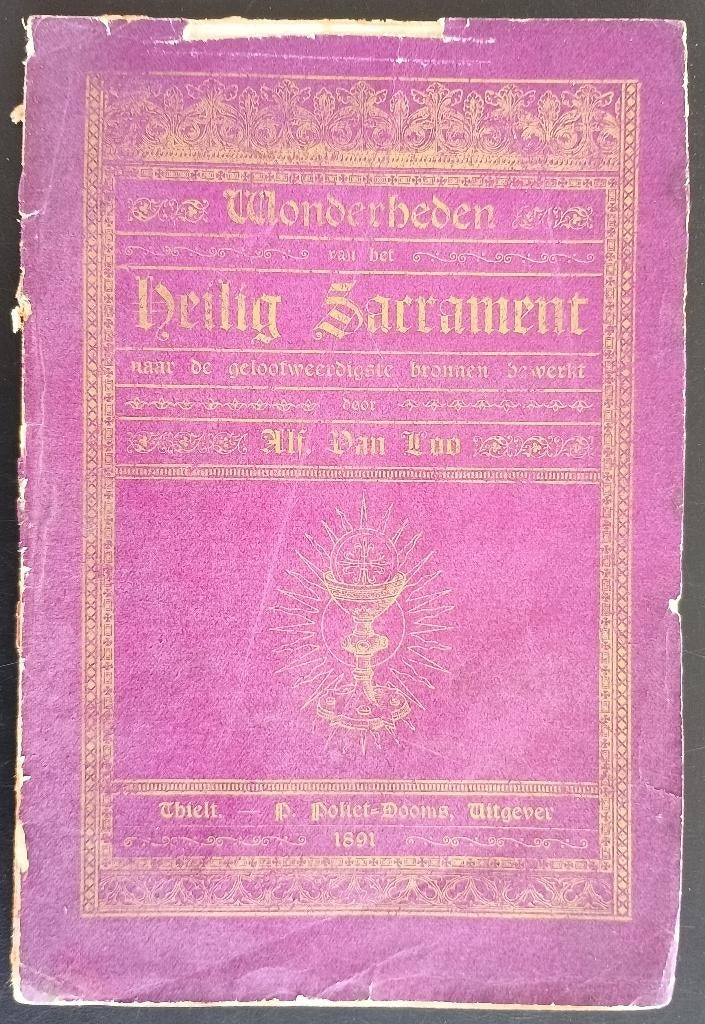 Wonderheden
van het
Heilig Sacrament
naar de geloofweerdigste bronnen bewerkt
door
Alf. Van Loo
Thielt. — P. Pollet-Dooms, Uitgever
1891